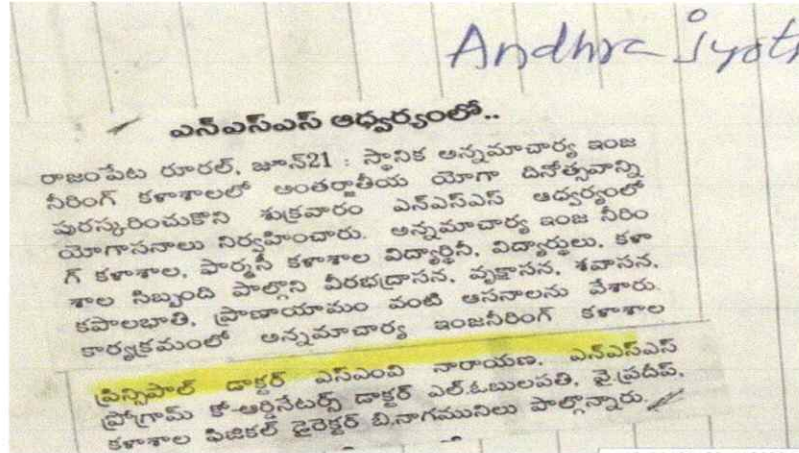 Andhra Jyoth
ఎన్ఎస్ఎస్ ఆధ్వర్యంలో..
రాజంపేట రూరల్, జూన్21 : స్థానిక అన్నమాచార్య ఇంజ
నీరింగ్ కళాశాలలో అంతర్జాతీయ యోగా దినోత్సవాన్ని
పురస్కరించుకొని శుక్రవారం ఎన్ఎస్ఎస్ ఆధ్వర్యంలో
యోగాసనాలు నిర్వహించారు. అన్నమాచార్య ఇంజ నీరిం
గ్ కళాశాల, ఫార్మసీ కళాశాల విద్యార్థినీ, విద్యార్థులు, కళా
శాల సిబ్బంది పాల్గొని వీరభద్రాసన, వృక్షాసన, శవాసన,
కపాలభాతి, ప్రాణాయామం వంటి ఆసనాలను వేశారు.
కార్యక్రమంలో అన్నమాచార్య ఇంజనీరింగ్ కళాశాల
ప్రిన్సిపాల్ డాక్టర్ ఎస్ఎంవి నారాయణ, ఎన్ఎస్ఎస్
ప్రోగ్రామ్ కో-ఆర్డినేటర్స్ డాక్టర్ ఎల్.ఓబులపతి, జై.ప్రదీప్,
కళాశాల ఫిజికల్ డైరెక్టర్ బి.నాగమునిలు పాల్గొన్నారు.